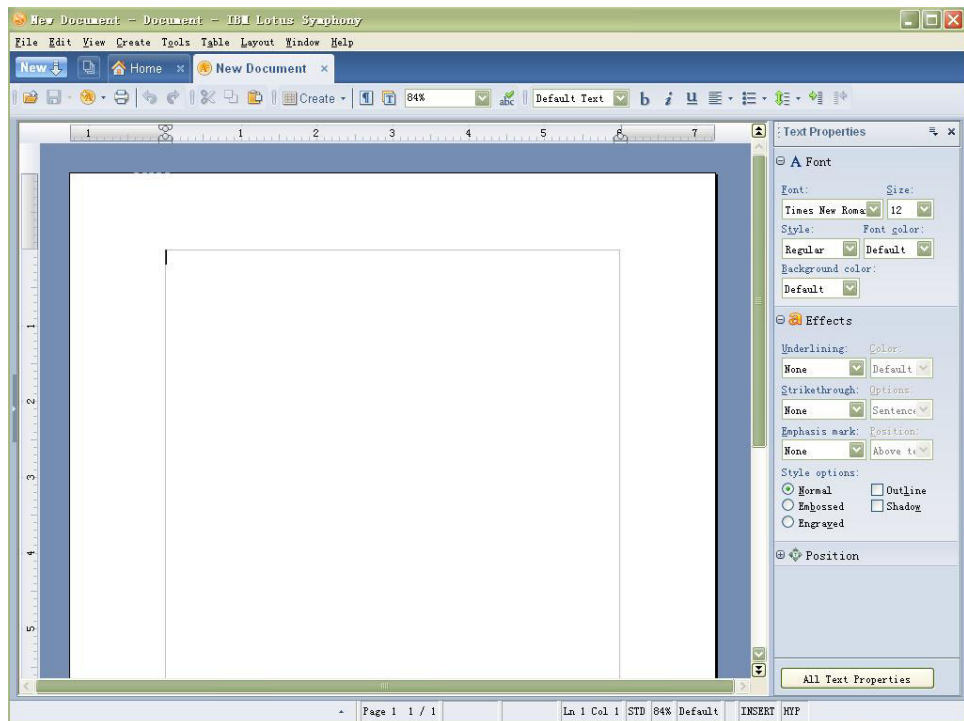 New Document - Document - IBM Lotus Symphony
File Edit View Create Tools Table Layout Window Help
New Home × New Document ×
Create 84% abc Default Text b i u
1 1 2 3 4 5 6 7
Text Properties
A Font
Font: Size:
Times New Roma 12
Style: Font color:
Regular Default
Background color:
Default
Effects
Underlining: Color:
None Default
Strikethrough: Options:
None Sentence
Emphasis mark: Position:
None Above te
Style options:
Normal Outline
Embossed Shadow
Engraved
Position
1
2
3
4
5
All Text Properties
Page 1 1 / 1 Ln 1 Col 1 STD 84% Default INSERT HYP